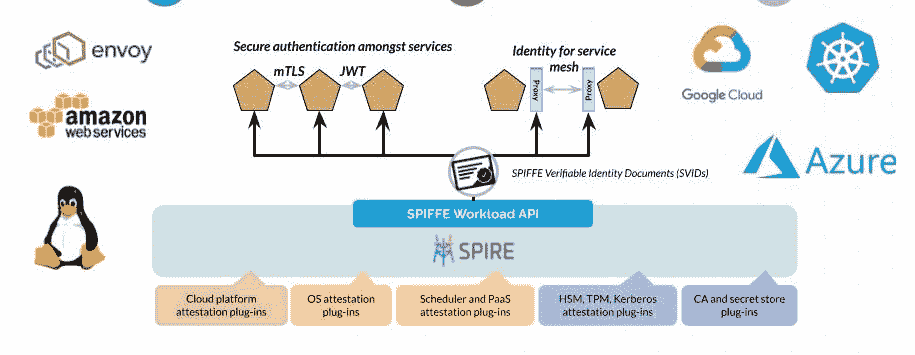 envoy
amazon
web services
Secure authentication amongst services
mTLS
JWT
Identity for service
mesh
Proxy
Proxy
Google Cloud
Azure
SPIFFE Verifiable Identity Documents (SVIDs)
SPIFFE Workload API
SPIRE
Cloud platform
attestation plug-ins
OS attestation
plug-ins
Scheduler and PaaS
attestation plug-ins
HSM, TPM, Kerberos
attestation plug-ins
CA and secret store
plug-ins